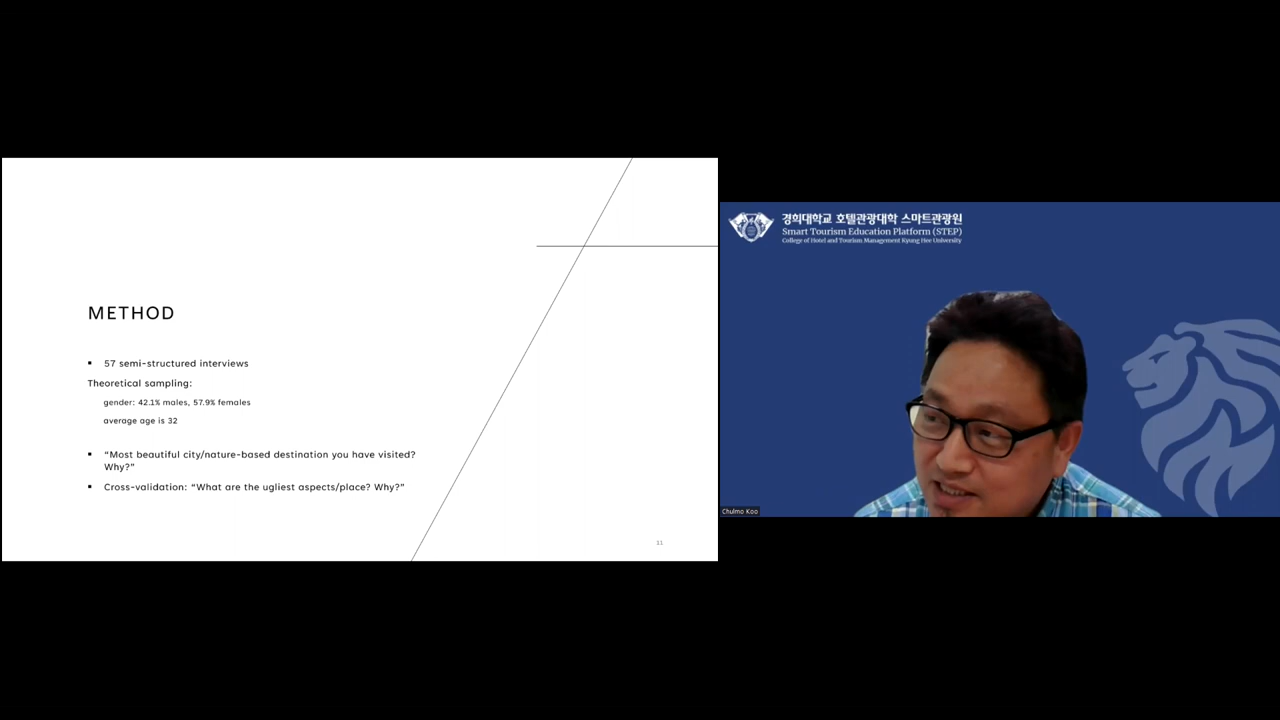 METHOD
▪ 57 semi-structured interviews
Theoretical sampling:
gender: 42.1% males, 57.9% females
average age is 32
▪ “Most beautiful city/nature-based destination you have visited?
Why?”
▪ Cross-validation: “What are the ugliest aspects/place? Why?”
11
경희대학교 호텔관광대학 스마트관광원
Smart Tourism Education Platform (STEP)
College of Hotel and Tourism Management Kyung Hee University
Chulmo Koo